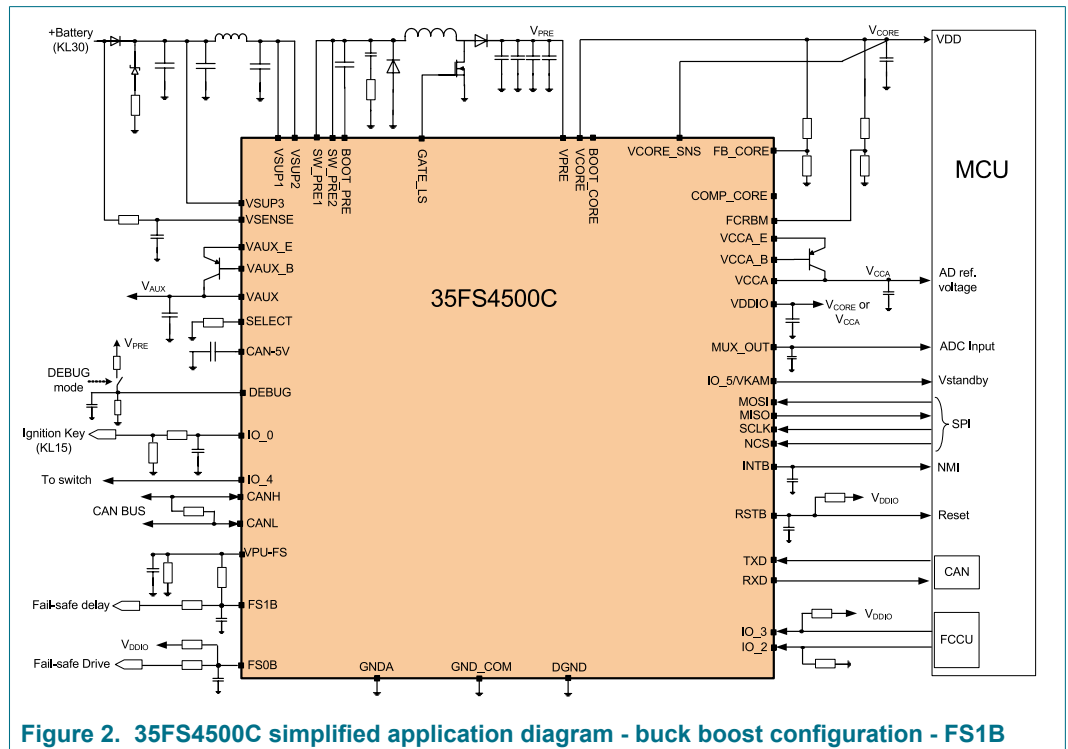 +Battery
(KL30)
VPRE
VCORE
VDD
VSUP1
VSUP2
SW_PRE1
SW_PRE2
BOOT_PRE
GATE_LS
VPRE
VCORE
BOOT_CORE
VCORE_SNS
FB_CORE
MCU
VSUP3
VSENSE
COMP_CORE
FCRBM
VAUX_E
VAUX_B
VCCA_E
VCCA_B
VAUX
VAUX
VCCA
VCCA
AD ref.
voltage
35FS4500C
SELECT
VDDIO
VCORE or
VCCA
CAN-5V
MUX_OUT
ADC Input
VPRE
DEBUG
mode
DEBUG
IO_5/VKAM
Vstandby
MOSI
MISO
SCLK
NCS
SPI
Ignition Key
(KL15)
IO_0
INTB
NMI
To switch
IO_4
CANH
CAN BUS
CANL
VDDIO
RSTB
Reset
VPU-FS
TXD
RXD
CAN
Fail-safe delay
FS1B
VDDIO
IO_3
IO_2
FCCU
VDDIO
Fail-safe Drive
FS0B
GNDA
GND_COM
DGND
Figure 2. 35FS4500C simplified application diagram - buck boost configuration - FS1B